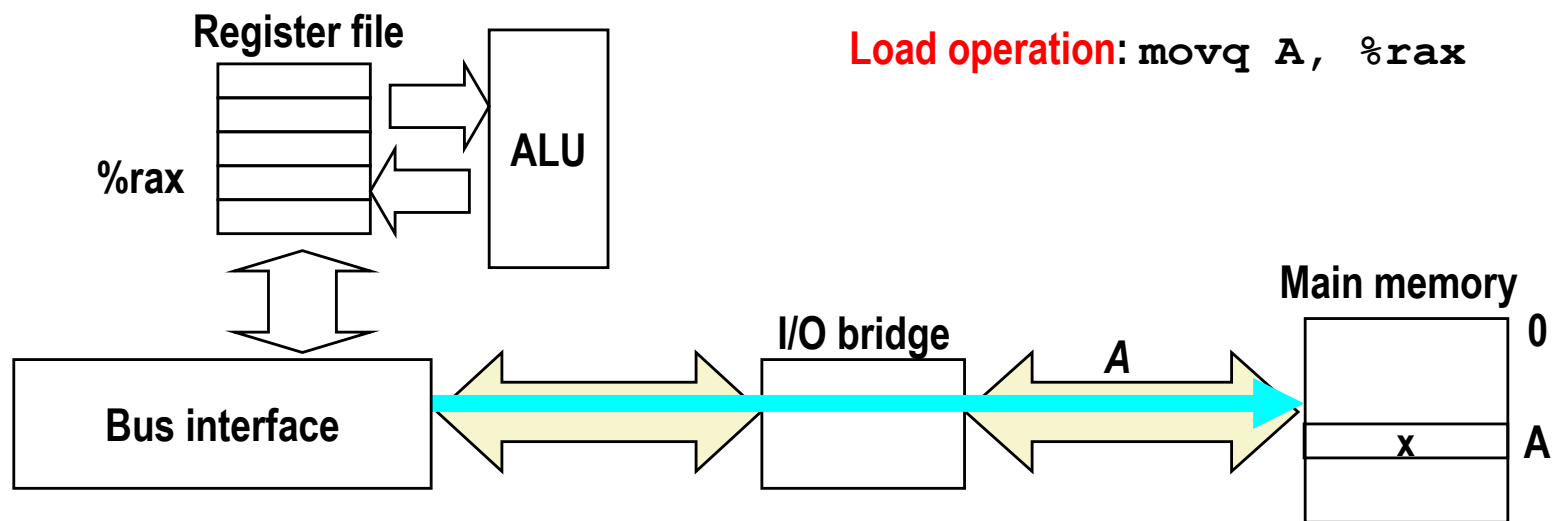 Register file
Load operation: movq A, %rax
ALU
%rax
Main memory
I/O bridge
0
A
Bus interface
x
A